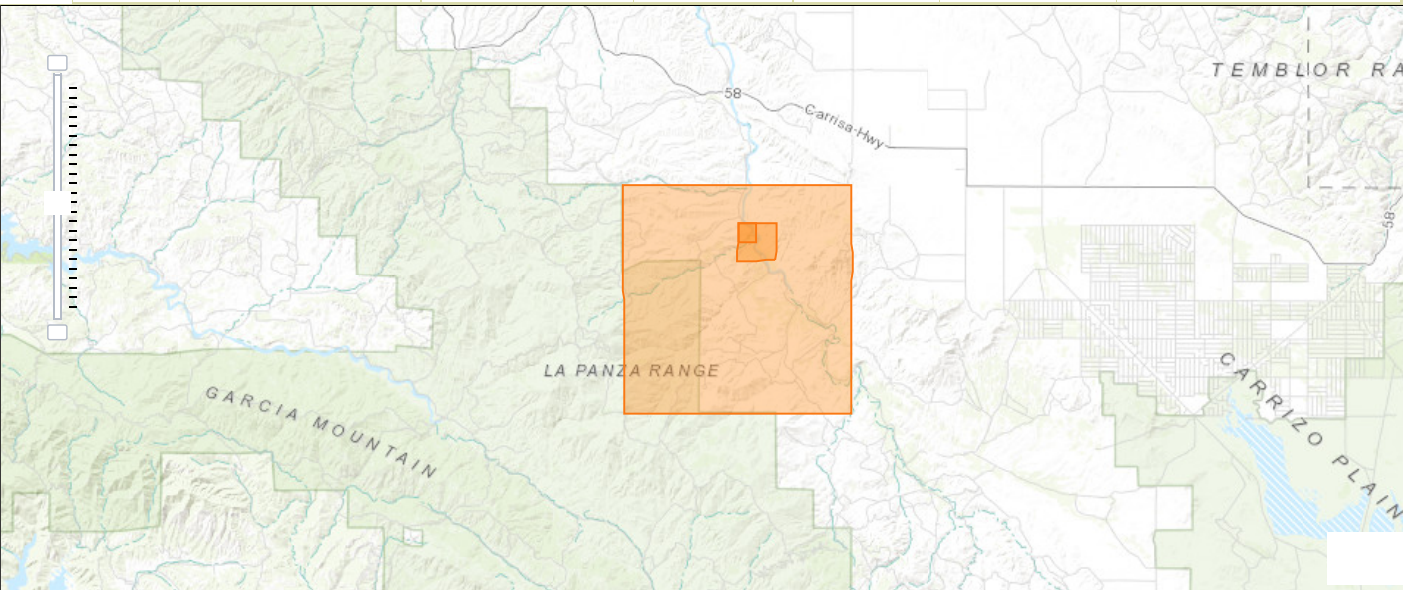 TEMBLOR RA
58
Carrisa Hwy
58
LA PANZA RANGE
GARCIA MOUNTAIN
CARRIZO PLAIN